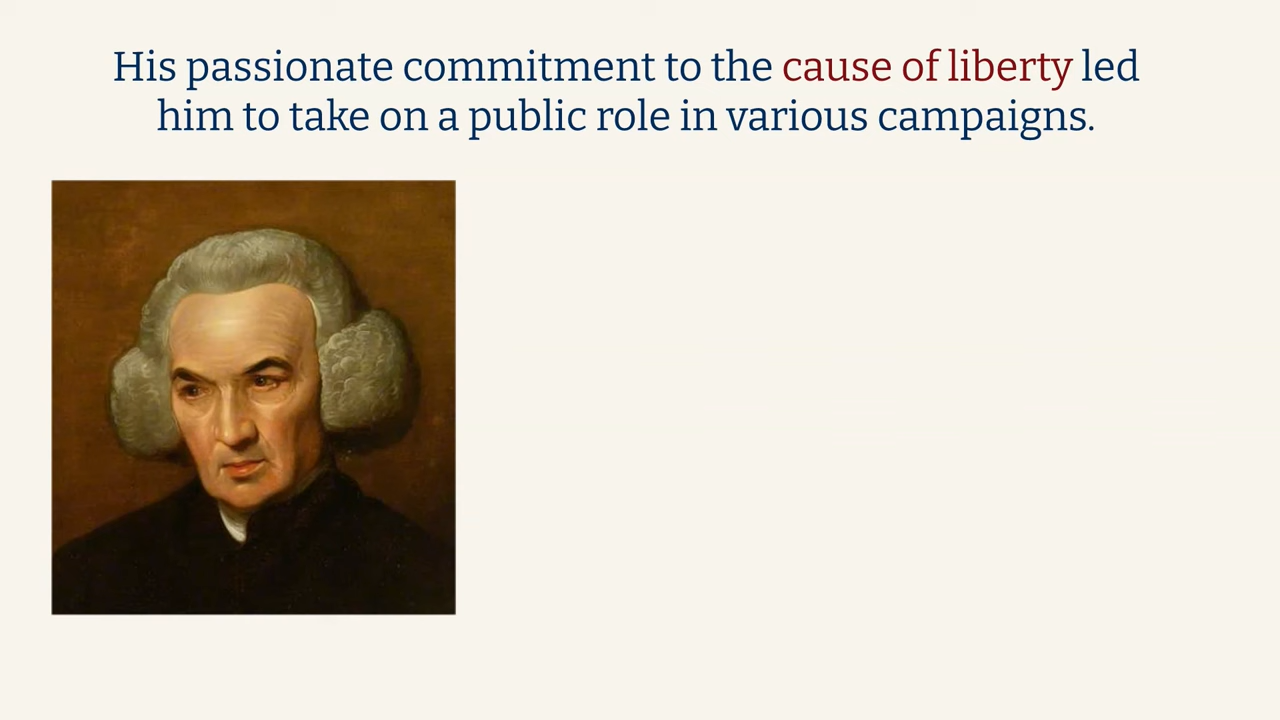 His passionate commitment to the cause of liberty led
him to take on a public role in various campaigns.